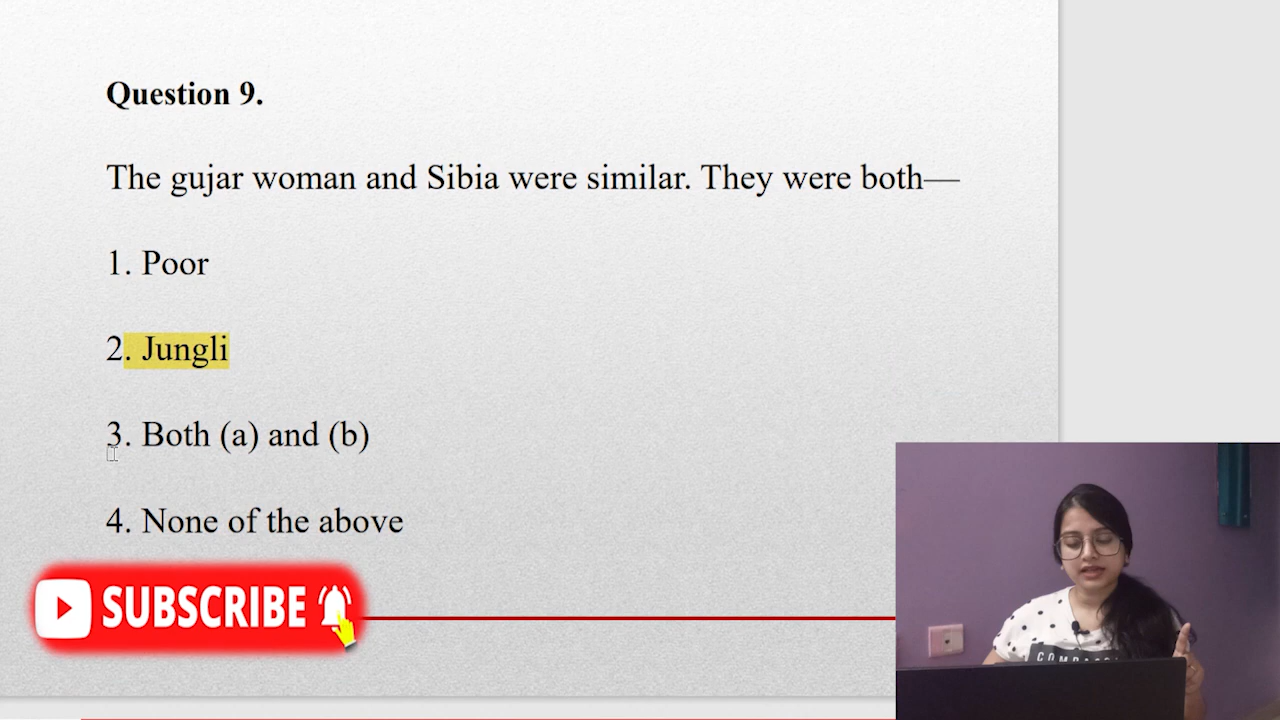 Question 9.
The gujar woman and Sibia were similar. They were both—
1. Poor
2. Jungli
3. Both (a) and (b)
4. None of the above
SUBSCRIBE